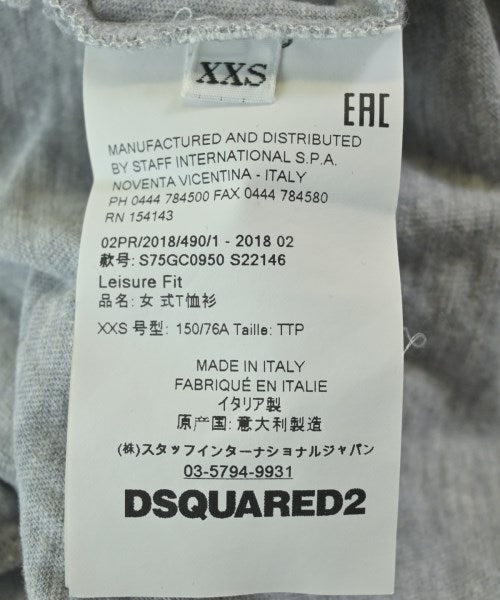 XXS
EAC
MANUFACTURED AND DISTRIBUTED
BY STAFF INTERNATIONAL S.P.A.
NOVENTA VICENTINA - ITALY
PH 0444 784500 FAX 0444 784580
RN 154143
02PR/2018/490/1 - 2018 02
款号: S75GC0950 S22146
Leisure Fit
品名: 女 式T恤衫
XXS 号型: 150/76A Taille: TTP
MADE IN ITALY
FABRIQUÉ EN ITALIE
イタリア製
原产国: 意大利製造
(株)スタッフインターナショナルジャパン
03-5794-9931
DSQUARED2